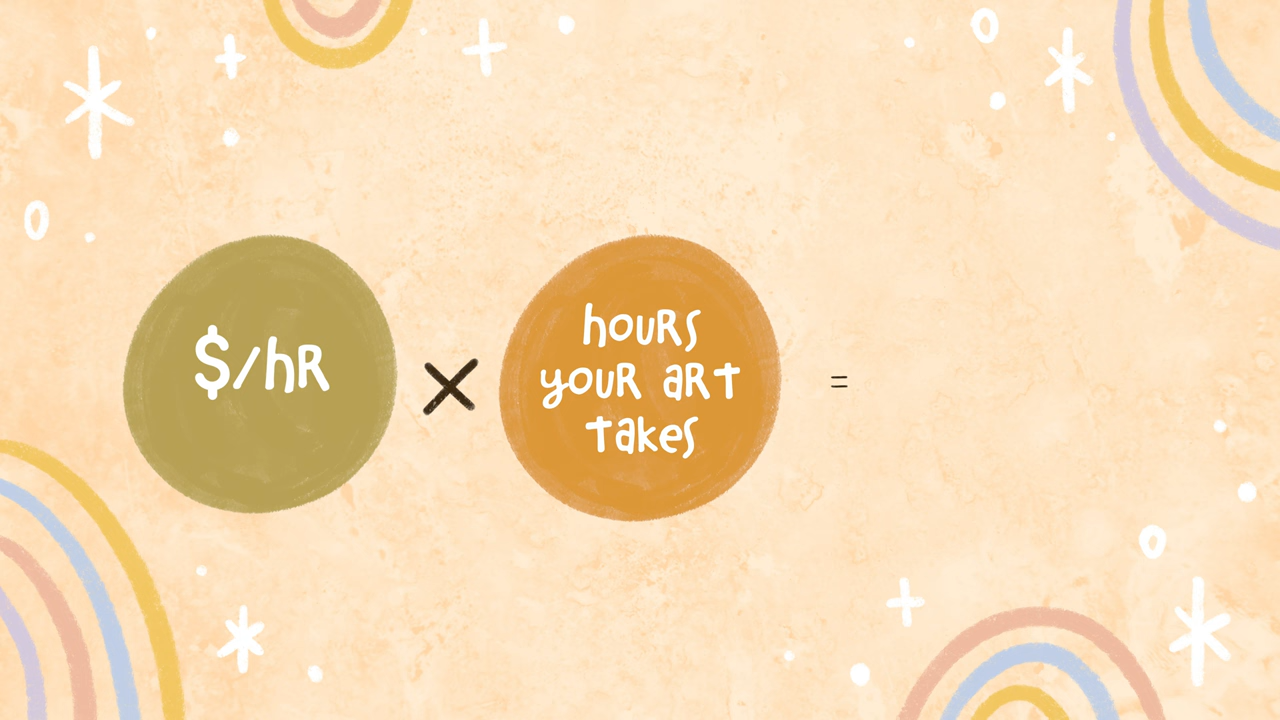 $/hR
×
hours
your art
takes
=